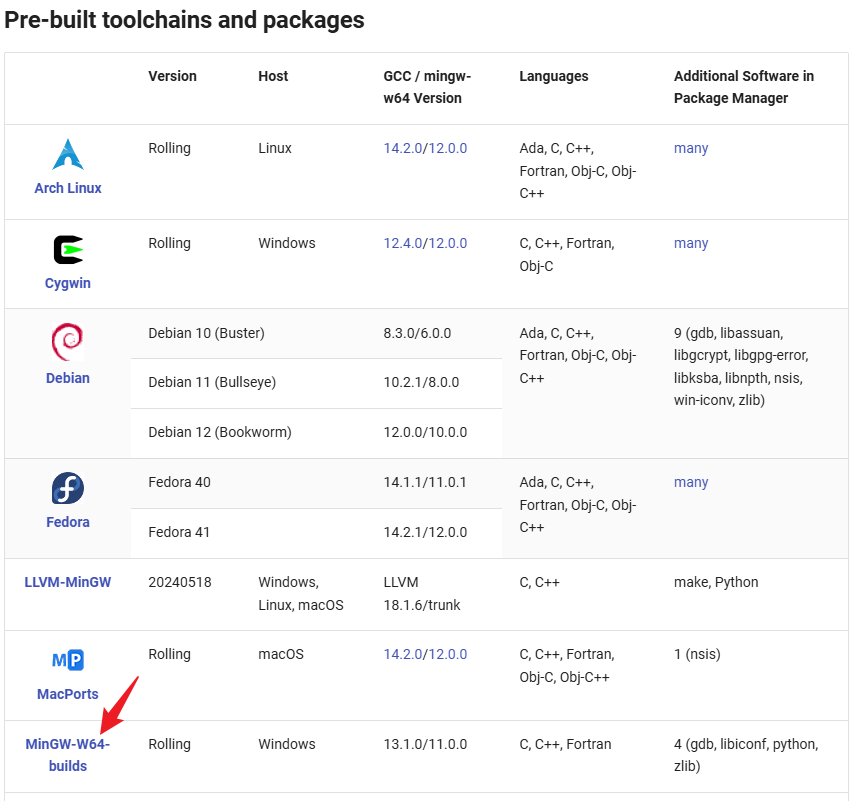 Pre-built toolchains and packages
Version
Host
GCC / mingw-
w64 Version
Languages
Additional Software in
Package Manager
Arch Linux
Rolling
Linux
14.2.0/12.0.0
Ada, C, C++,
Fortran, Obj-C, Obj-
C++
many
Cygwin
Rolling
Windows
12.4.0/12.0.0
C, C++, Fortran,
Obj-C
many
Debian
Debian 10 (Buster)
8.3.0/6.0.0
Ada, C, C++,
Fortran, Obj-C, Obj-
C++
9 (gdb, libassuan,
libgcrypt, libgpg-error,
libksba, libnpth, nsis,
win-iconv, zlib)
Debian 11 (Bullseye)
10.2.1/8.0.0
Debian 12 (Bookworm)
12.0.0/10.0.0
Fedora
Fedora 40
14.1.1/11.0.1
Ada, C, C++,
Fortran, Obj-C, Obj-
C++
many
Fedora 41
14.2.1/12.0.0
LLVM-MinGW
20240518
Windows,
Linux, macOS
LLVM
18.1.6/trunk
C, C++
make, Python
MP
MacPorts
Rolling
macOS
14.2.0/12.0.0
C, C++, Fortran,
Obj-C, Obj-C++
1 (nsis)
MinGW-W64-
builds
Rolling
Windows
13.1.0/11.0.0
C, C++, Fortran
4 (gdb, libiconf, python,
zlib)